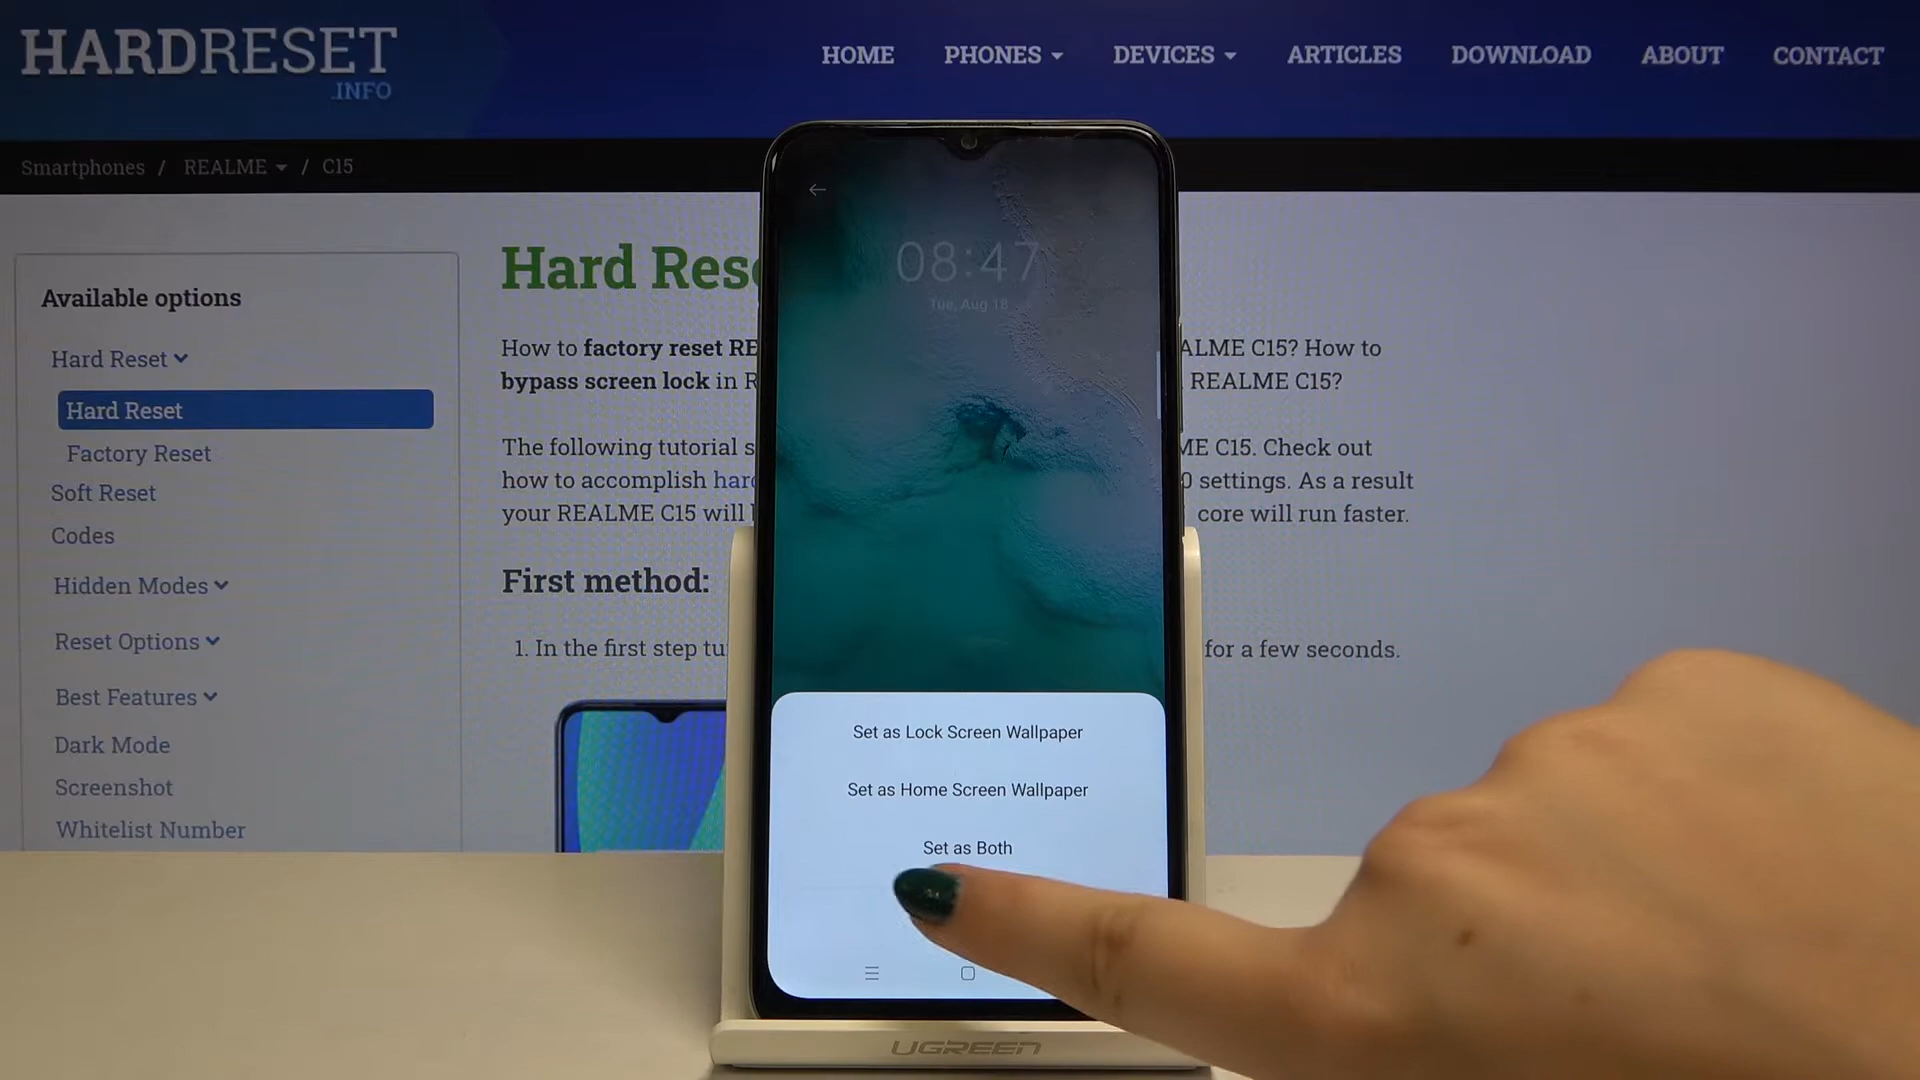 HARDRESET
.INFO
HOME PHONES DEVICES ARTICLES DOWNLOAD ABOUT CONTACT
Smartphones / REALME / C15
Available options
Hard Reset
Hard Reset
Factory Reset
Soft Reset
Codes
Hidden Modes
Reset Options
Best Features
Dark Mode
Screenshot
Whitelist Number
Hard Res
How to factory reset RE ALME C15? How to
bypass screen lock in R REALME C15?
The following tutorial s ME C15. Check out
how to accomplish hard 0 settings. As a result
your REALME C15 will core will run faster.
First method:
1. In the first step tu for a few seconds.
08:47
Tue, Aug 18
Set as Lock Screen Wallpaper
Set as Home Screen Wallpaper
Set as Both
UGREEN